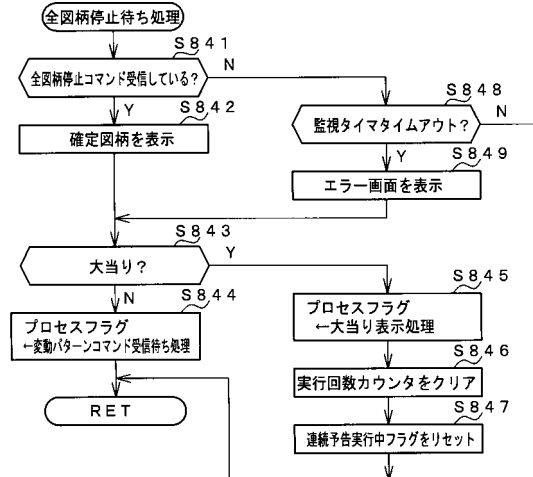 全図柄停止待ち処理
S841
全図柄停止コマンド受信している?
N
Y
S842
確定図柄を表示
S848
監視タイマタイムアウト?
N
Y
S849
エラー画面を表示
S843
大当り?
Y
N
S844
プロセスフラグ
←変動パターンコマンド受信待ち処理
RET
S845
プロセスフラグ
←大当り表示処理
S846
実行回数カウンタをクリア
S847
連続予告実行中フラグをリセット